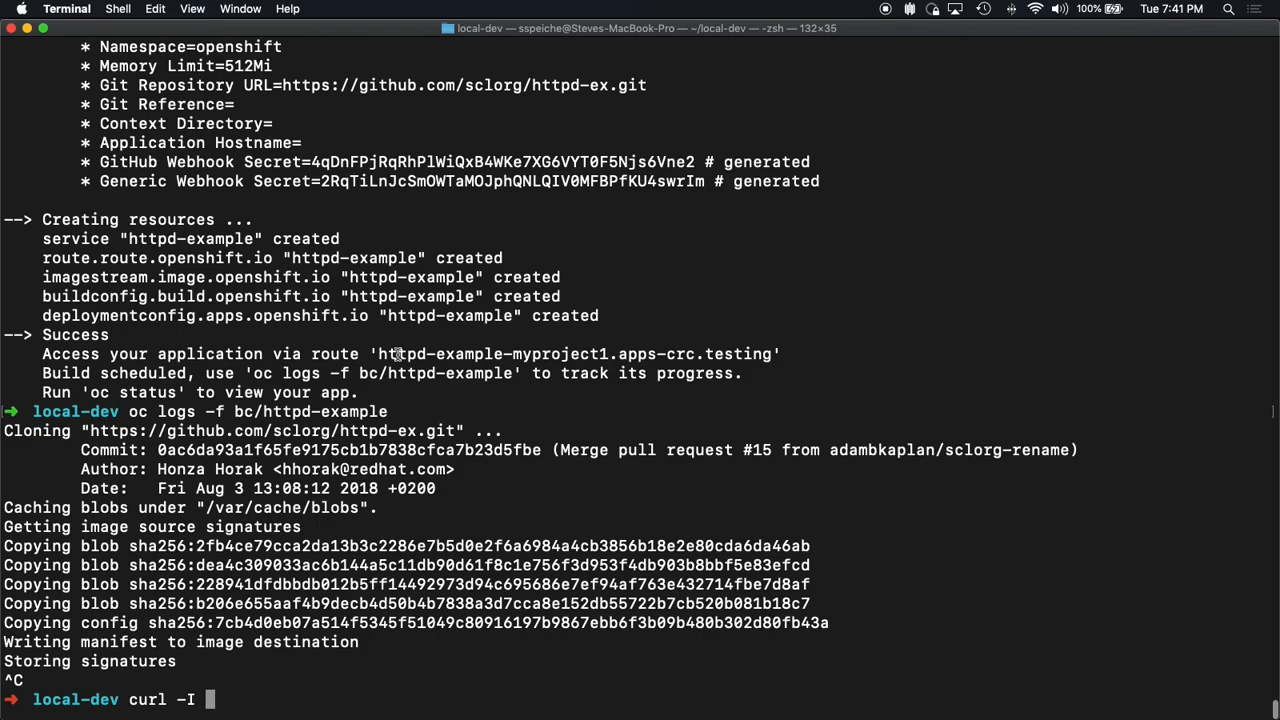 Terminal Shell Edit View Window Help 100% Tue 7:41 PM
local-dev — sspeiche@Steves-MacBook-Pro — ~/local-dev — -zsh — 132×35
* Namespace=openshift
* Memory Limit=512Mi
* Git Repository URL=https://github.com/sclorg/httpd-ex.git
* Git Reference=
* Context Directory=
* Application Hostname=
* GitHub Webhook Secret=4qDnFPjRqRhPlWiQxB4WKe7XG6VYT0F5Njs6Vne2 # generated
* Generic Webhook Secret=2RqTiLnJcSmOWTaMOJphQNLQIV0MFBPfKU4swrIm # generated
--> Creating resources ...
service "httpd-example" created
route.route.openshift.io "httpd-example" created
imagestream.image.openshift.io "httpd-example" created
buildconfig.build.openshift.io "httpd-example" created
deploymentconfig.apps.openshift.io "httpd-example" created
--> Success
Access your application via route 'httpd-example-myproject1.apps-crc.testing'
Build scheduled, use 'oc logs -f bc/httpd-example' to track its progress.
Run 'oc status' to view your app.
➜ local-dev oc logs -f bc/httpd-example
Cloning "https://github.com/sclorg/httpd-ex.git" ...
Commit: 0ac6da93a1f65fe9175cb1b7838cfca7b23d5fbe (Merge pull request #15 from adambkaplan/sclorg-rename)
Author: Honza Horak <hhorak@redhat.com>
Date: Fri Aug 3 13:08:12 2018 +0200
Caching blobs under "/var/cache/blobs".
Getting image source signatures
Copying blob sha256:2fb4ce79cca2da13b3c2286e7b5d0e2f6a6984a4cb3856b18e2e80cda6da46ab
Copying blob sha256:dea4c309033ac6b144a5c11db90d61f8c1e756f3d953f4db903b8bbf5e83efcd
Copying blob sha256:228941dfdbbdb012b5ff14492973d94c695686e7ef94af763e432714fbe7d8af
Copying blob sha256:b206e655aaf4b9decb4d50b4b7838a3d7cca8e152db55722b7cb520b081b18c7
Copying config sha256:7cb4d0eb07a514f5345f51049c80916197b9867ebb6f3b09b480b302d80fb43a
Writing manifest to image destination
Storing signatures
^C
➜ local-dev curl -I